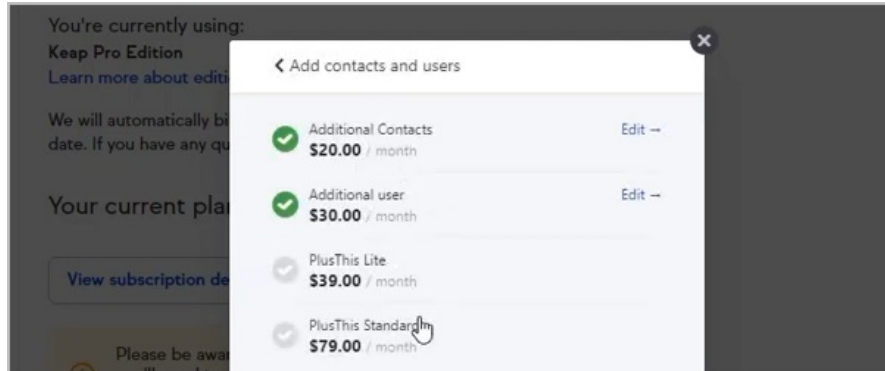 You're currently using:
Keap Pro Edition
Learn more about editi
We will automatically bi
date. If you have any qu
Your current plan
View subscription de
Please be awar
Add contacts and users
Additional Contacts
$20.00 / month
Edit →
Additional user
$30.00 / month
Edit →
PlusThis Lite
$39.00 / month
PlusThis Standard
$79.00 / month